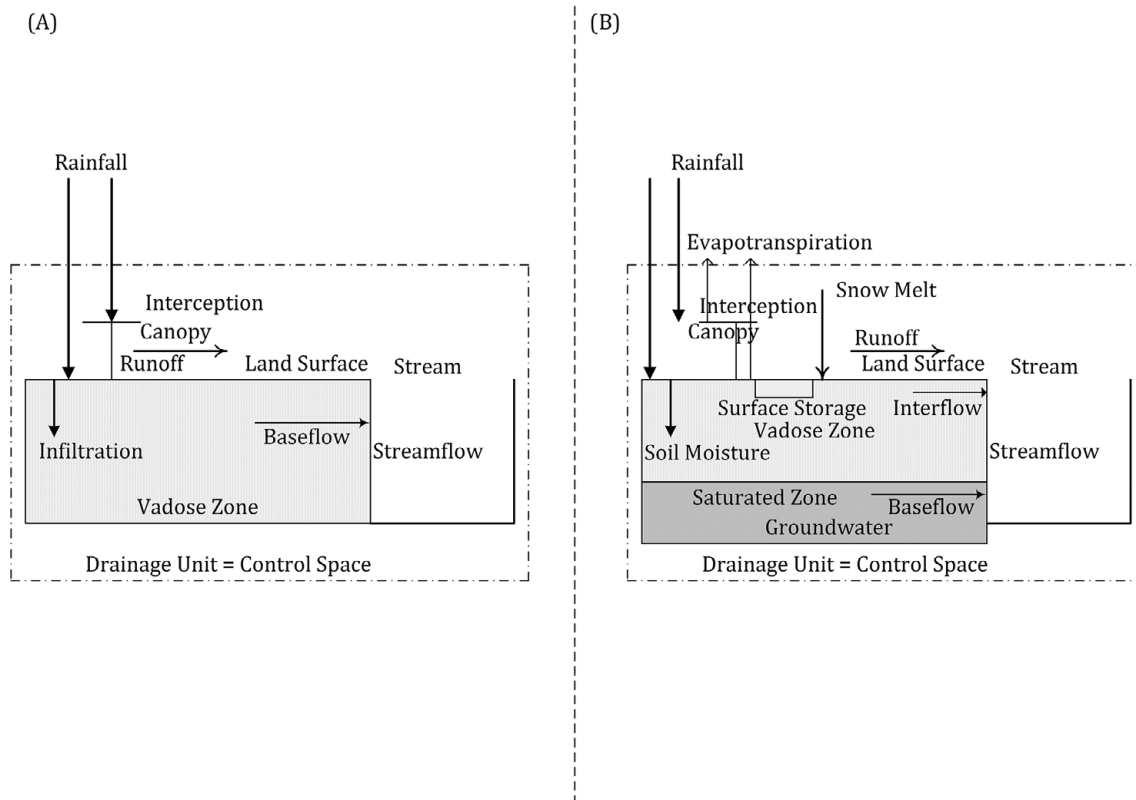 (A)
Rainfall
Interception
Canopy
Runoff
Land Surface
Stream
Baseflow
Infiltration
Streamflow
Vadose Zone
Drainage Unit = Control Space
(B)
Rainfall
Evapotranspiration
Snow Melt
Interception
Canopy
Runoff
Land Surface
Stream
Surface Storage
Interflow
Vadose Zone
Soil Moisture
Streamflow
Saturated Zone
Baseflow
Groundwater
Drainage Unit = Control Space